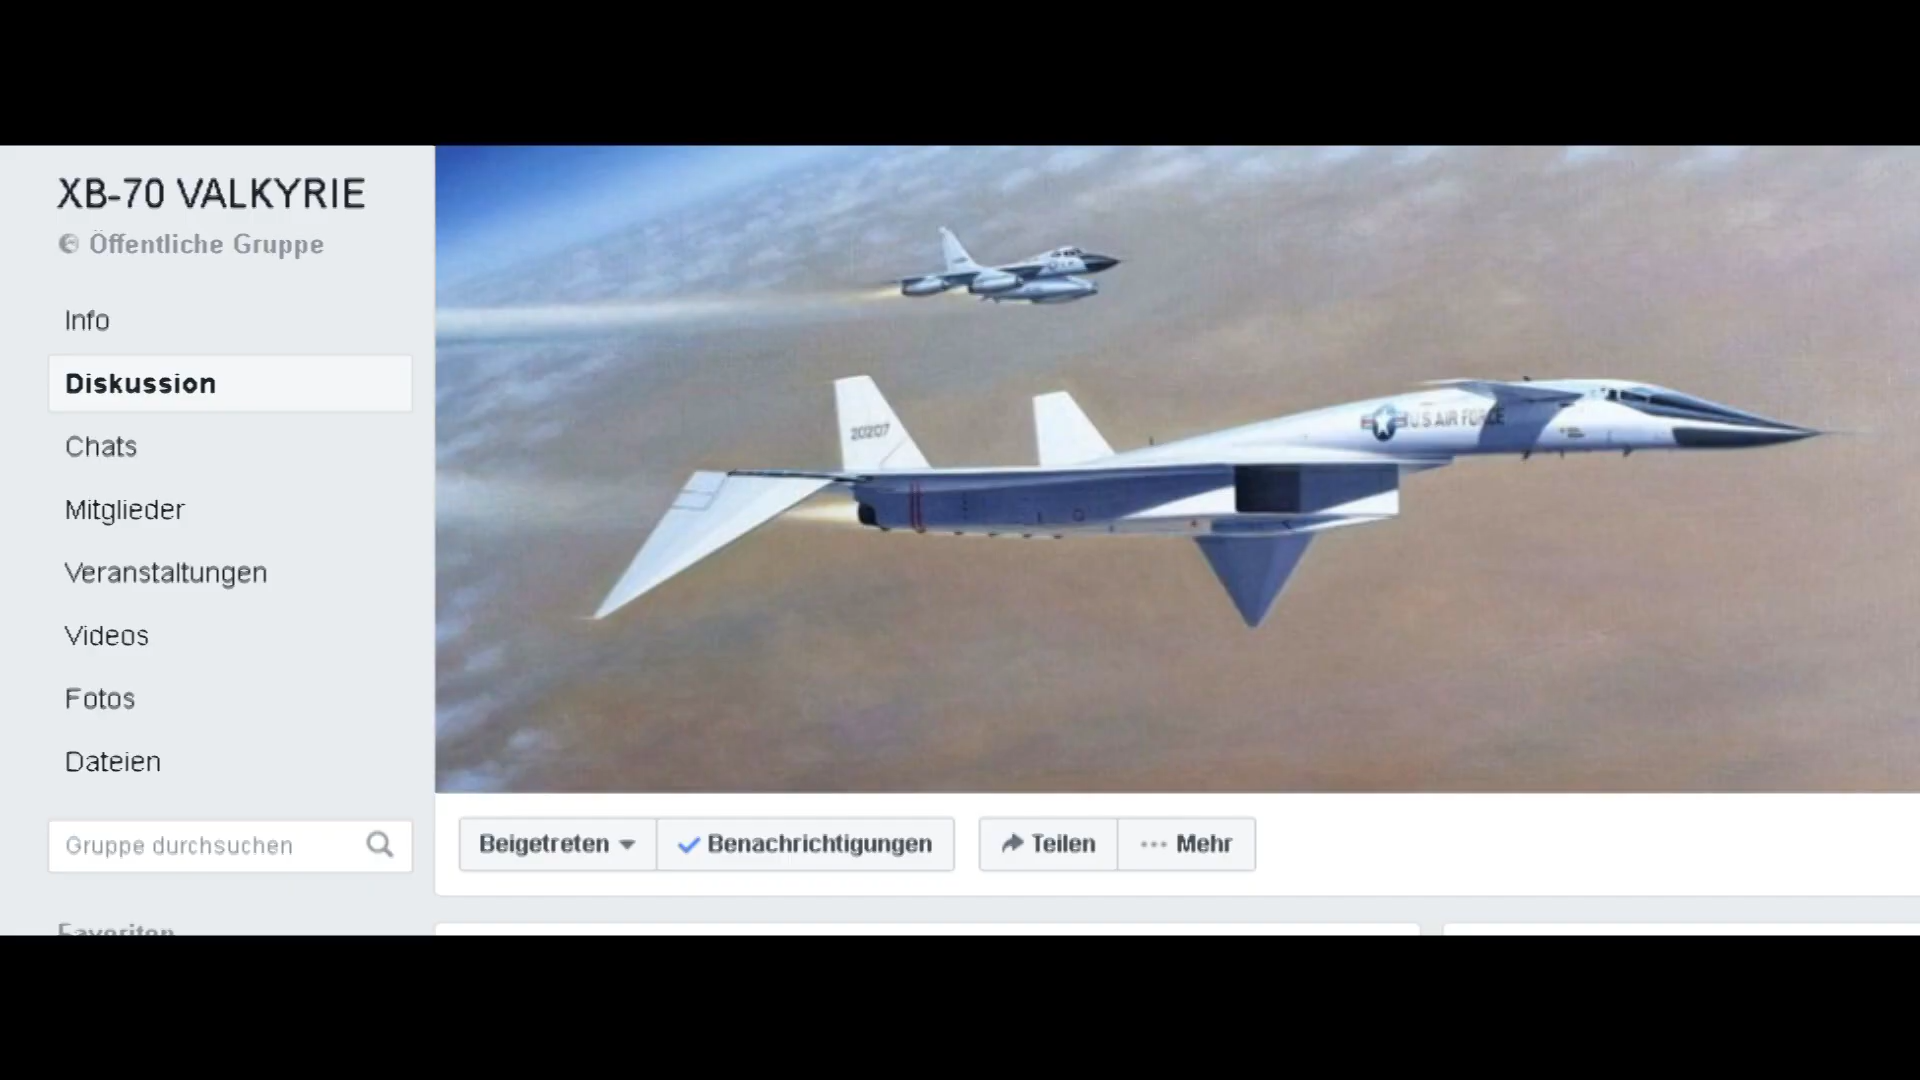 XB-70 VALKYRIE
Öffentliche Gruppe
Info
Diskussion
Chats
Mitglieder
Veranstaltungen
Videos
Fotos
Dateien
Gruppe durchsuchen
Favoriten
20207
U.S. AIR FORCE
Beigetreten
Benachrichtigungen
Teilen
Mehr